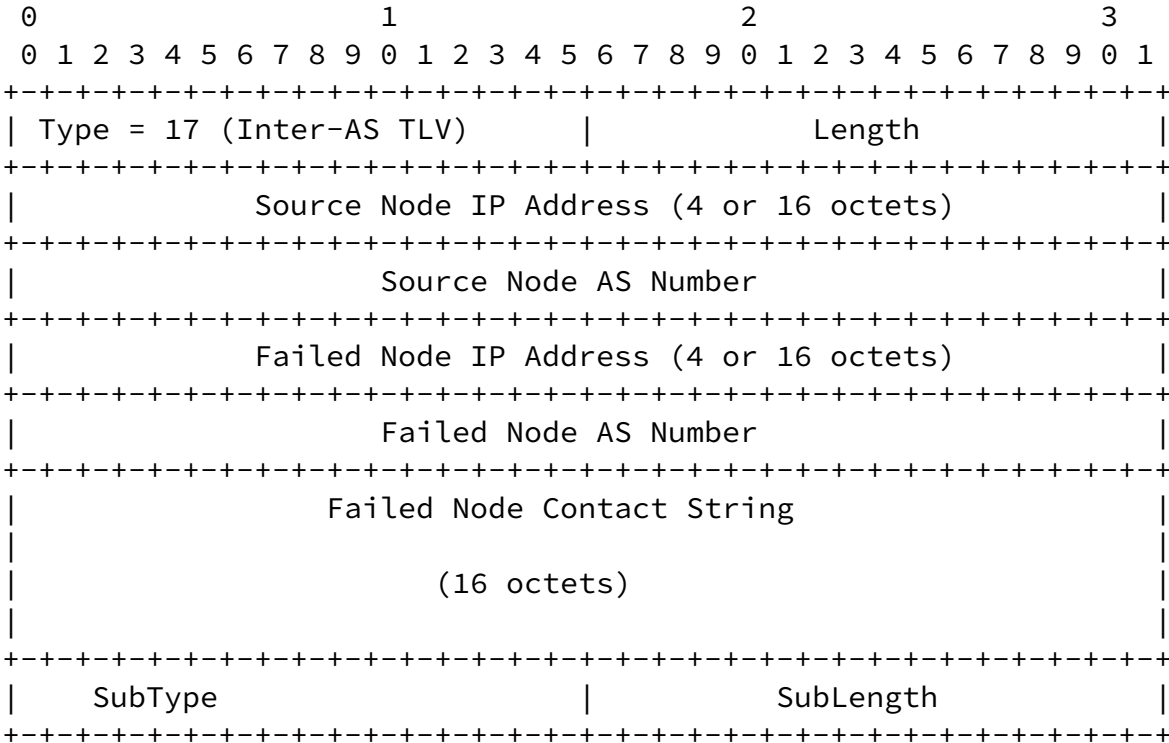 0                   1                   2                   3
 0 1 2 3 4 5 6 7 8 9 0 1 2 3 4 5 6 7 8 9 0 1 2 3 4 5 6 7 8 9 0 1
+-+-+-+-+-+-+-+-+-+-+-+-+-+-+-+-+-+-+-+-+-+-+-+-+-+-+-+-+-+-+-+-+
| Type = 17 (Inter-AS TLV)      |            Length             |
+-+-+-+-+-+-+-+-+-+-+-+-+-+-+-+-+-+-+-+-+-+-+-+-+-+-+-+-+-+-+-+-+
|             Source Node IP Address (4 or 16 octets)           |
+-+-+-+-+-+-+-+-+-+-+-+-+-+-+-+-+-+-+-+-+-+-+-+-+-+-+-+-+-+-+-+-+
|                    Source Node AS Number                      |
+-+-+-+-+-+-+-+-+-+-+-+-+-+-+-+-+-+-+-+-+-+-+-+-+-+-+-+-+-+-+-+-+
|             Failed Node IP Address (4 or 16 octets)           |
+-+-+-+-+-+-+-+-+-+-+-+-+-+-+-+-+-+-+-+-+-+-+-+-+-+-+-+-+-+-+-+-+
|                    Failed Node AS Number                      |
+-+-+-+-+-+-+-+-+-+-+-+-+-+-+-+-+-+-+-+-+-+-+-+-+-+-+-+-+-+-+-+-+
|                 Failed Node Contact String                    |
|                                                               |
|                       (16 octets)                             |
|                                                               |
+-+-+-+-+-+-+-+-+-+-+-+-+-+-+-+-+-+-+-+-+-+-+-+-+-+-+-+-+-+-+-+-+
|    SubType                    |          SubLength            |
+-+-+-+-+-+-+-+-+-+-+-+-+-+-+-+-+-+-+-+-+-+-+-+-+-+-+-+-+-+-+-+-+